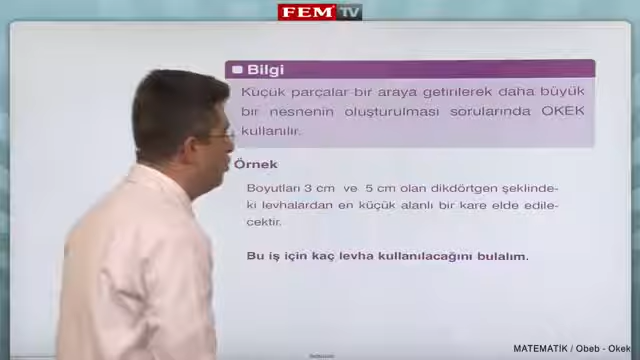 FEM TV
Bilgi
Küçük parçalar bir araya getirilerek daha büyük
bir nesnenin oluşturulması sorularında OKEK
kullanılır.
Örnek
Boyutları 3 cm ve 5 cm olan dikdörtgen şeklinde-
ki levhalardan en küçük alanlı bir kare elde edile-
cektir.
Bu iş için kaç levha kullanılacağını bulalım.
MATEMATİK / Obeb - Okek